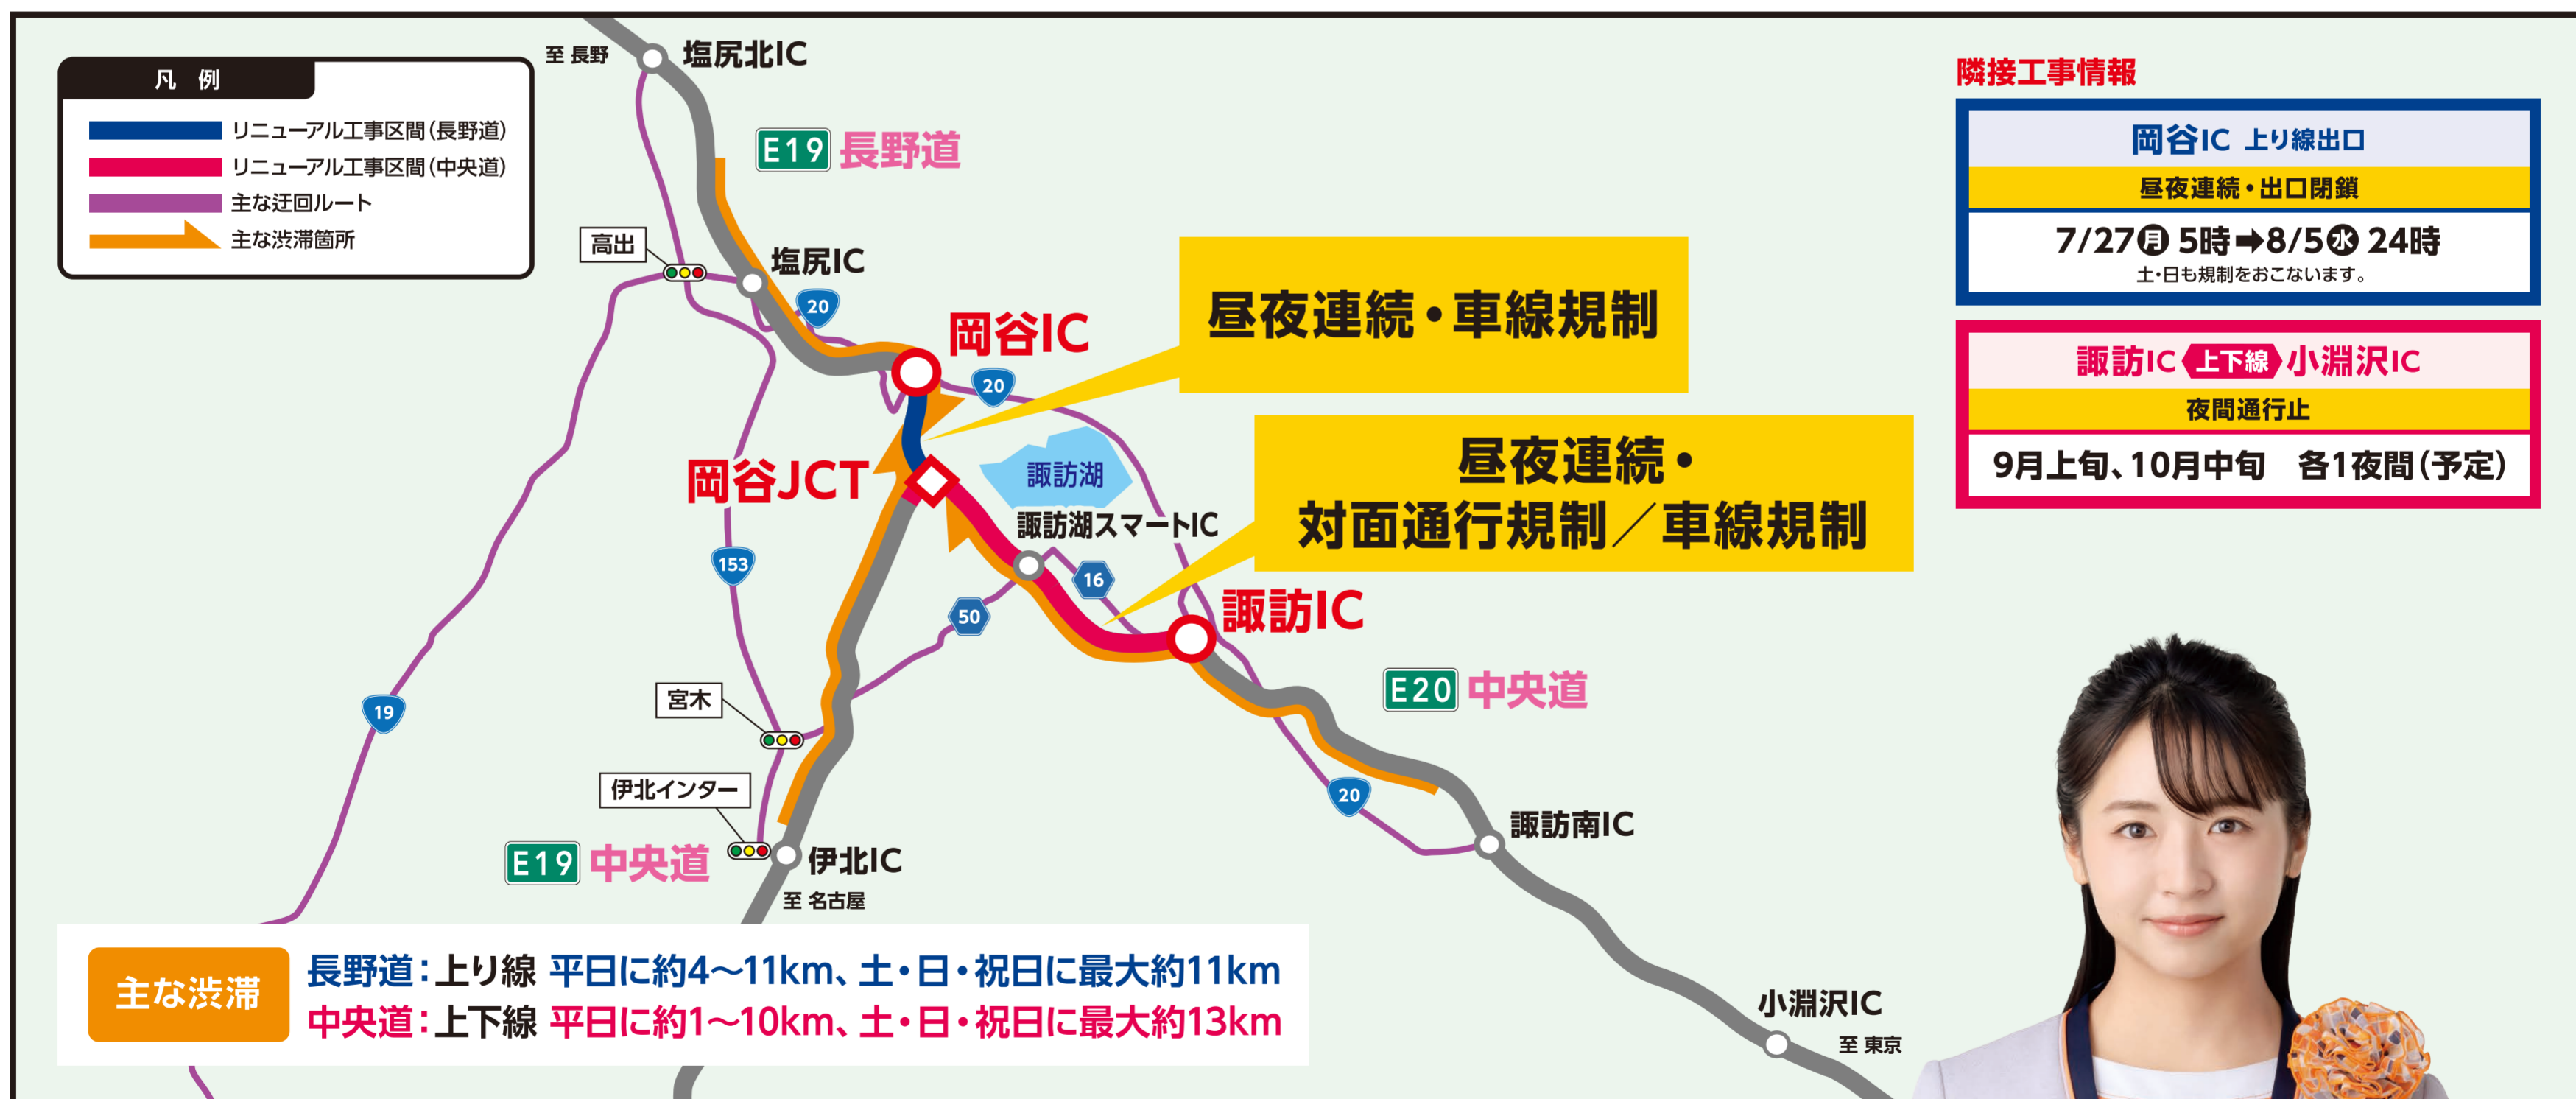 凡 例
リニューアル工事区間(長野道)
リニューアル工事区間(中央道)
主な迂回ルート
主な渋滞箇所
至 長野
塩尻北IC
E19 長野道
高出
塩尻IC
20
岡谷IC
20
昼夜連続・車線規制
岡谷JCT
諏訪湖
諏訪湖スマートIC
昼夜連続・
対面通行規制/車線規制
153
16
50
諏訪IC
E20 中央道
19
宮木
伊北インター
20
諏訪南IC
E19 中央道
伊北IC
至 名古屋
小淵沢IC
至 東京
隣接工事情報
岡谷IC 上り線出口
昼夜連続・出口閉鎖
7/27月 5時➡8/5水 24時
土・日も規制をおこないます。
諏訪IC 上下線 小淵沢IC
夜間通行止
9月上旬、10月中旬 各1夜間(予定)
主な渋滞
長野道:上り線 平日に約4〜11km、土・日・祝日に最大約11km
中央道:上下線 平日に約1〜10km、土・日・祝日に最大約13km